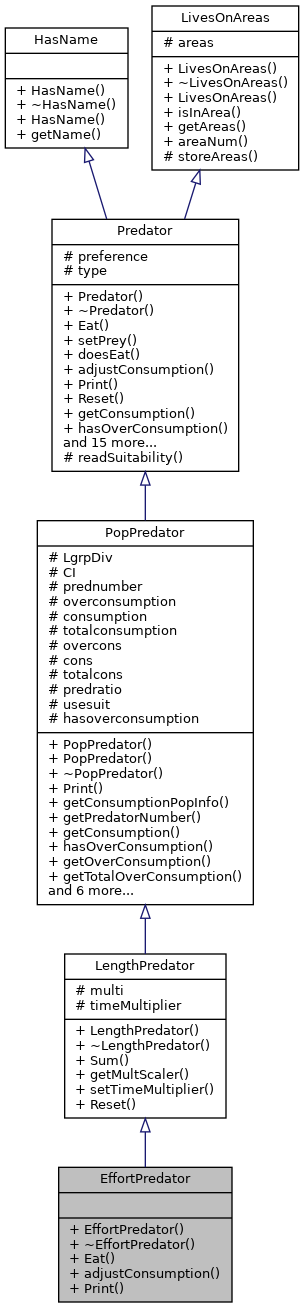 HasName
+ HasName()
+ ~HasName()
+ HasName()
+ getName()
LivesOnAreas
# areas
+ LivesOnAreas()
+ ~LivesOnAreas()
+ LivesOnAreas()
+ isInArea()
+ getAreas()
+ areaNum()
# storeAreas()
Predator
# preference
# type
+ Predator()
+ ~Predator()
+ Eat()
+ setPrey()
+ doesEat()
+ adjustConsumption()
+ Print()
+ Reset()
+ getConsumption()
+ hasOverConsumption()
and 15 more...
# readSuitability()
PopPredator
# LgrpDiv
# CI
# prednumber
# overconsumption
# consumption
# totalconsumption
# overcons
# cons
# totalcons
# predratio
# usesuit
# hasoverconsumption
+ PopPredator()
+ PopPredator()
+ ~PopPredator()
+ Print()
+ getConsumptionPopInfo()
+ getPredatorNumber()
+ getConsumption()
+ hasOverConsumption()
+ getOverConsumption()
+ getTotalOverConsumption()
and 6 more...
LengthPredator
# multi
# timeMultiplier
+ LengthPredator()
+ ~LengthPredator()
+ Sum()
+ getMultScaler()
+ setTimeMultiplier()
+ Reset()
EffortPredator
+ EffortPredator()
+ ~EffortPredator()
+ Eat()
+ adjustConsumption()
+ Print()